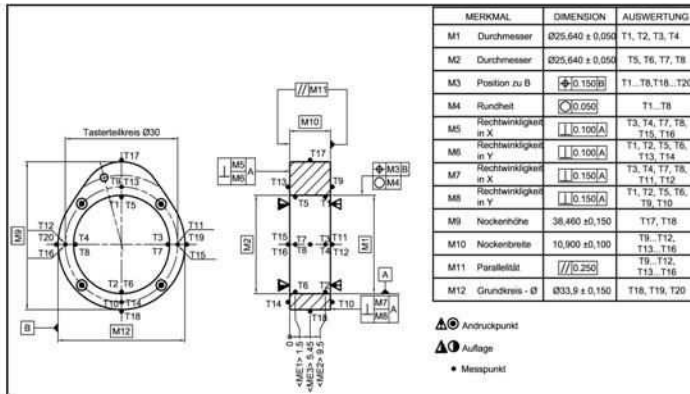 MERKMAL DIMENSION AUSWERTUNG
M1 Durchmesser Ø25,640 ± 0,050 T1, T2, T3, T4
M2 Durchmesser Ø25,640 ± 0,050 T5, T6, T7, T8
M3 Position zu B ⌖ 0.150 B T1...T8,T18...T20
M4 Rundheit ○ 0.050 T1...T8
M5 Rechtwinkligkeit in X ⊥ 0.100 A T3, T4, T7, T8, T15, T16
M6 Rechtwinkligkeit in Y ⊥ 0.100 A T1, T2, T5, T6, T13, T14
M7 Rechtwinkligkeit in X ⊥ 0.150 A T3, T4, T7, T8, T11, T12
M8 Rechtwinkligkeit in Y ⊥ 0.150 A T1, T2, T5, T6, T9, T10
M9 Nockenhöhe 38,460 ±0,150 T17, T18
M10 Nockenbreite 10,900 ±0,100 T9...T12, T13...T16
M11 Parallelität // 0.250 T9...T12, T13...T16
M12 Grundkreis - Ø Ø33,9 ± 0,150 T18, T19, T20
Andruckpunkt
Auflage
Messpunkt
Tasterteilkreis Ø30
T17
T9 T13
T1 T5
T12 T11
T20 T4 T3 T19
T16 T8 T7 T15
T2 T6
T10 T14
T18
M9
B
M12
// M11
M10
T17
⊥ M5 A
M6
T13 T9
⌖ M3 B
○ M4
T5
M2
M1
T15 T7 T3 T11
T16 T8 T4 T12
T6 T2
A
T14 T10
⊥ M7 A
M8
T18
0
<ME1> 1.5
<ME3> 5.45
<ME2> 9.5